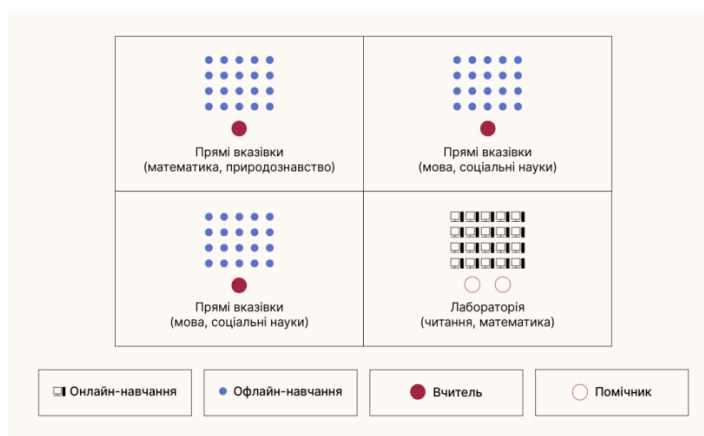 Прямі вказівки
(математика, природознавство)
Прямі вказівки
(мова, соціальні науки)
Прямі вказівки
(мова, соціальні науки)
Лабораторія
(читання, математика)
Онлайн-навчання
Офлайн-навчання
Вчитель
Помічник